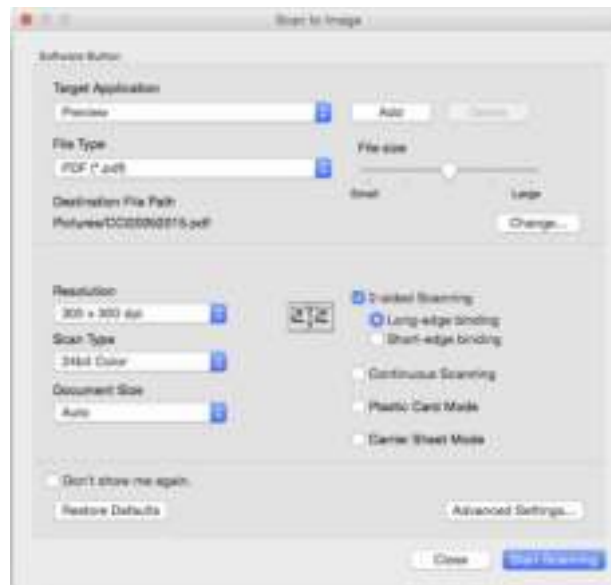 Scan to Image
Software Button
Target Application
Preview
Add
Delete
File Type
PDF (*.pdf)
File size
Small
Large
Destination File Path
Change...
Resolution
300 x 300 dpi
2-sided Scanning
Long-edge binding
Short-edge binding
Scan Type
24bit Color
Continuous Scanning
Document Size
Auto
Plastic Card Mode
Carrier Sheet Mode
Don't show me again.
Restore Defaults
Advanced Settings...
Close
Start Scanning